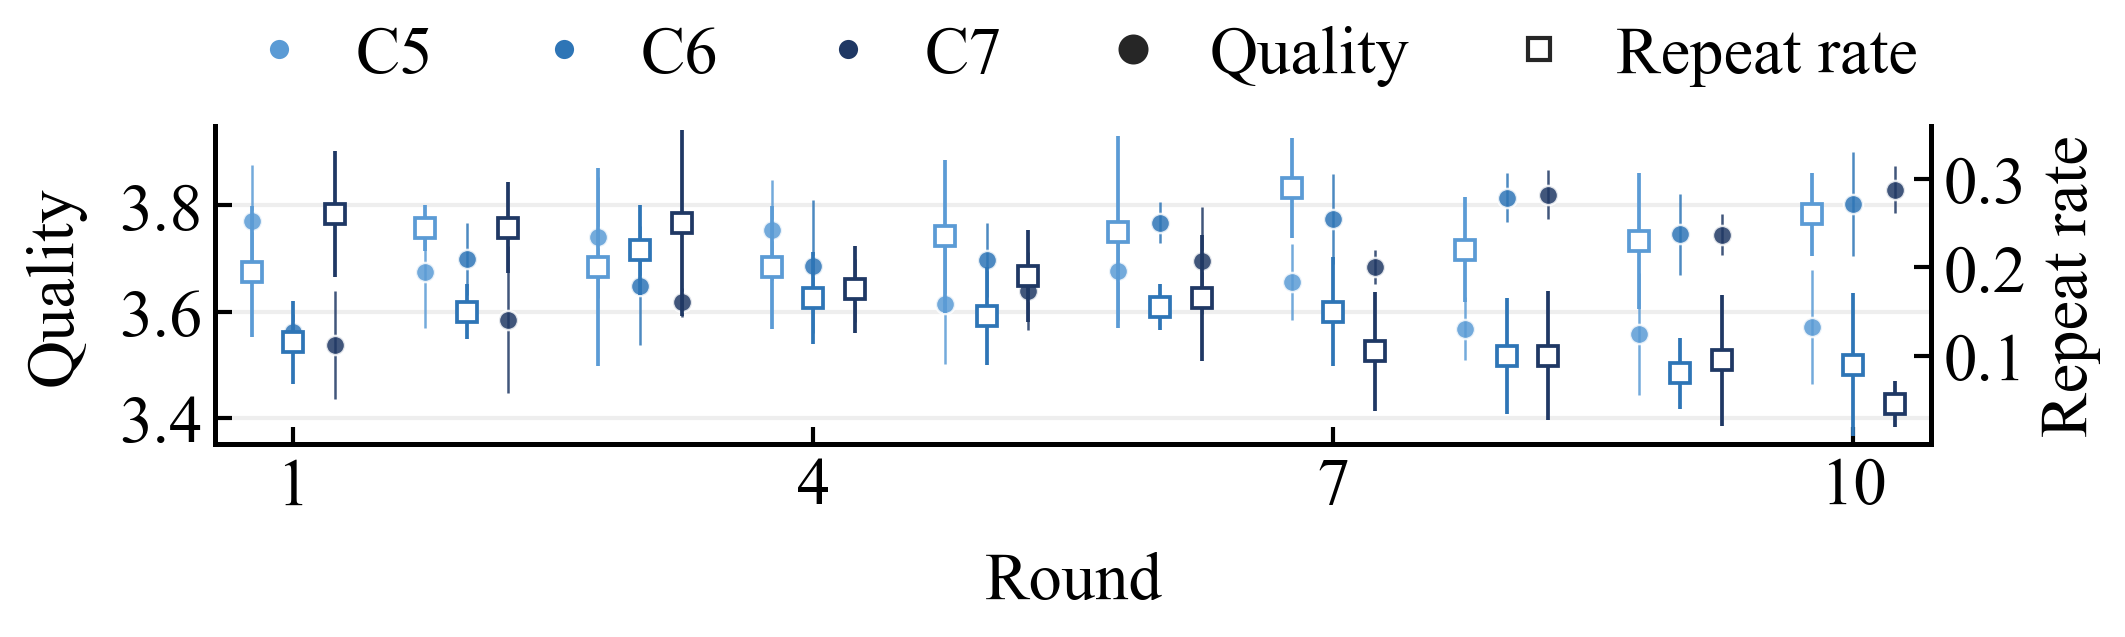 C5 C6 C7 Quality Repeat rate
Quality
3.8
3.6
3.4
0.3
0.2
0.1
Repeat rate
1 4 7 10
Round